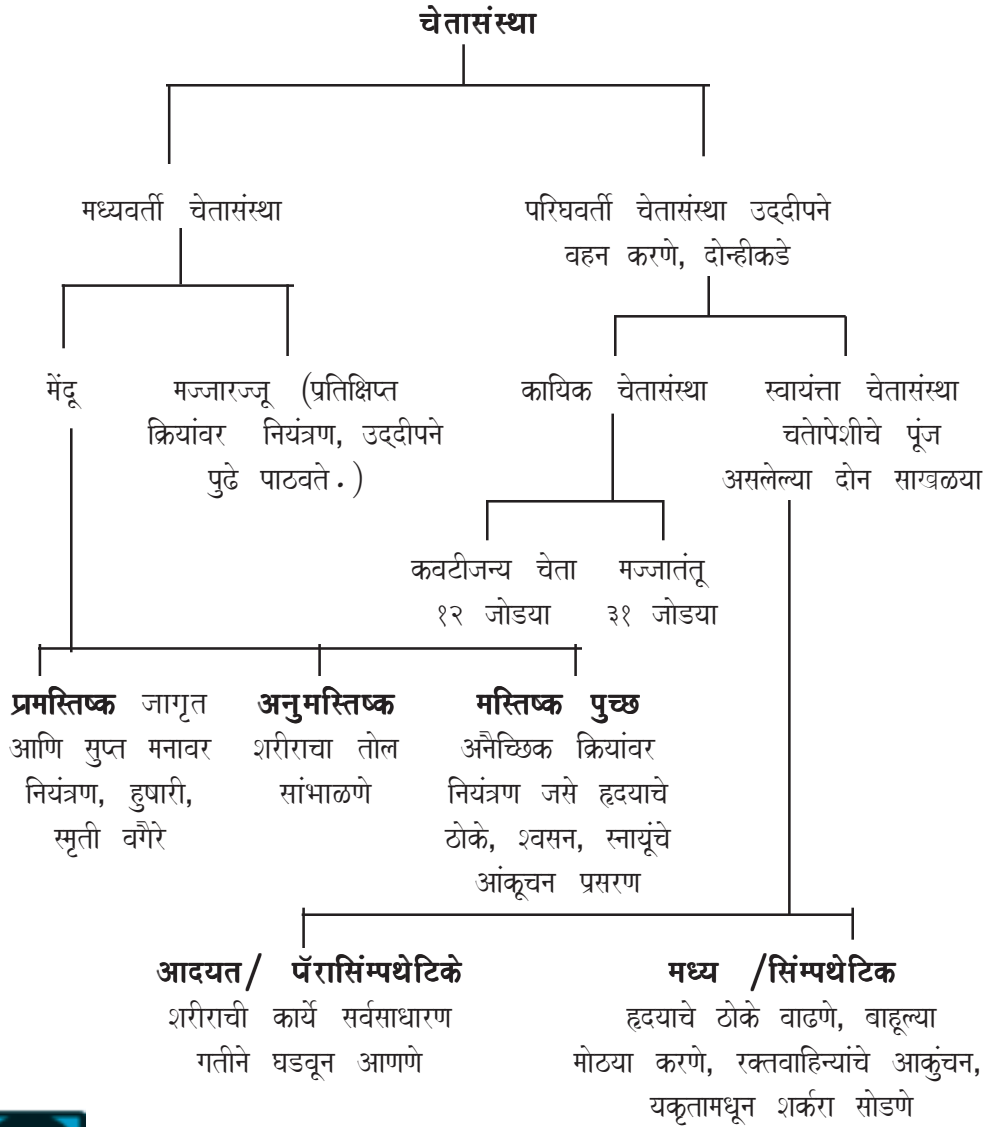 चेतासंस्था
मध्यवर्ती चेतासंस्था
परिघवर्ती चेतासंस्था उद्‌दीपने
वहन करणे, दोन्हीकडे
मेंदू
मज्जारज्जू (प्रतिक्षिप्त
क्रियांवर नियंत्रण, उद्‌दीपने
पुढे पाठवते.)
कायिक चेतासंस्था
स्वायंत्ता चेतासंस्था
चतेापेशीचे पूंज
असलेल्या दोन साखळया
कवटीजन्य चेता
१२ जोडया
मज्जातंतू
३१ जोडया
प्रमस्तिष्क जागृत
आणि सुप्त मनावर
नियंत्रण, हुषारी,
स्मृती वगैरे
अनुमस्तिष्क
शरीराचा तोल
सांभाळणे
मस्तिष्क पुच्छ
अनैच्छिक क्रियांवर
नियंत्रण जसे हृदयाचे
ठोके, श्वसन, स्नायूंचे
आंकूचन प्रसरण
आदयत/ पॅरासिंम्पथेटिके
शरीराची कार्ये सर्वसाधारण
गतीने घडवून आणणे
मध्य /सिंम्पथेटिक
हृदयाचे ठोके वाढणे, बाहूल्या
मोठया करणे, रक्तवाहिन्यांचे आकुंचन,
यकृतामधून शर्करा सोडणे